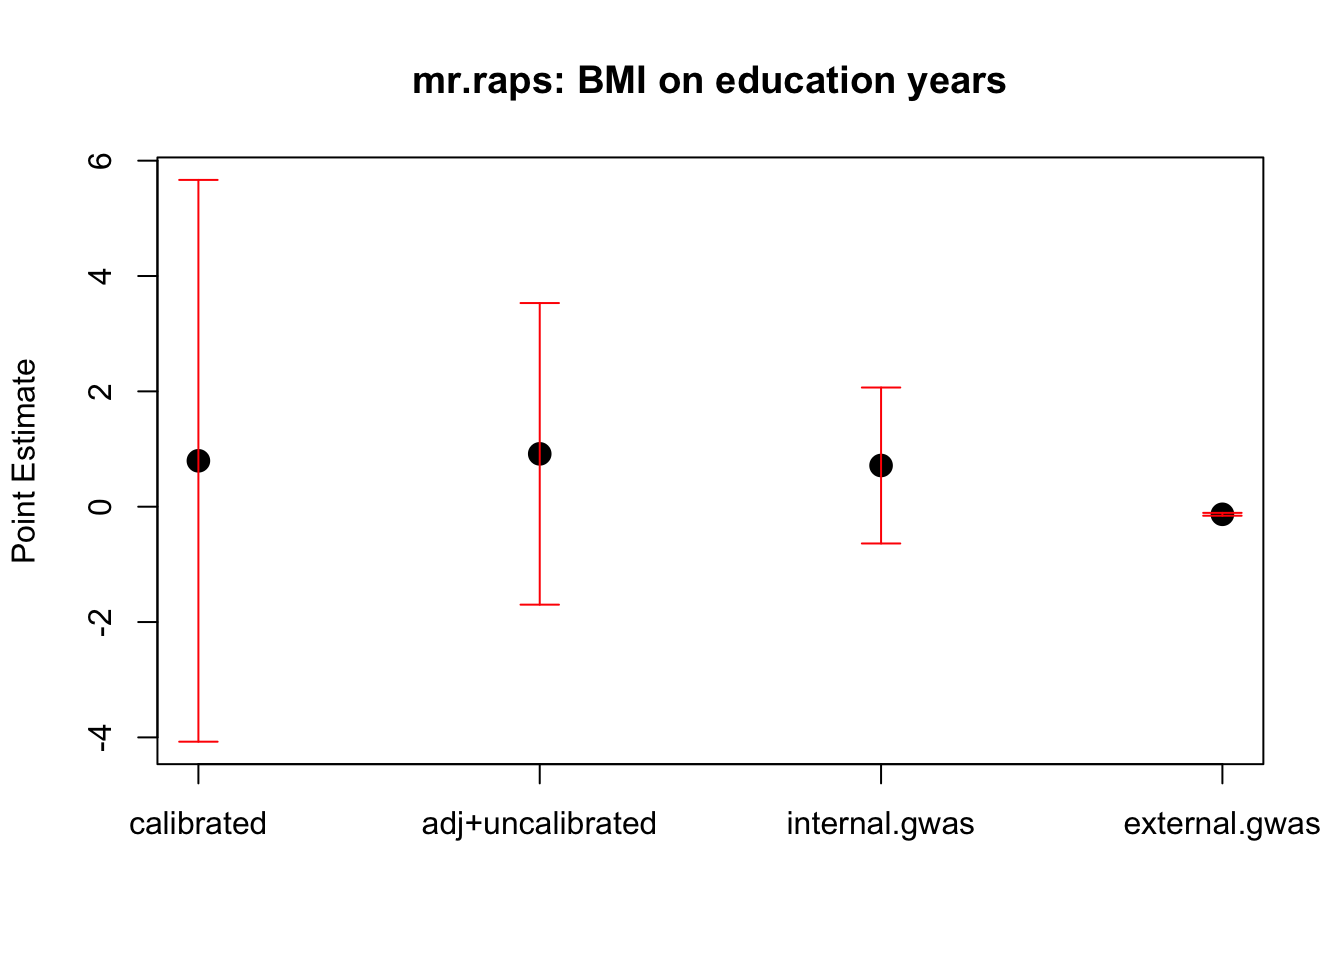 mr.raps: BMI on education years
Point Estimate
6
4
2
0
-2
-4
calibrated
adj+uncalibrated
internal.gwas
external.gwas